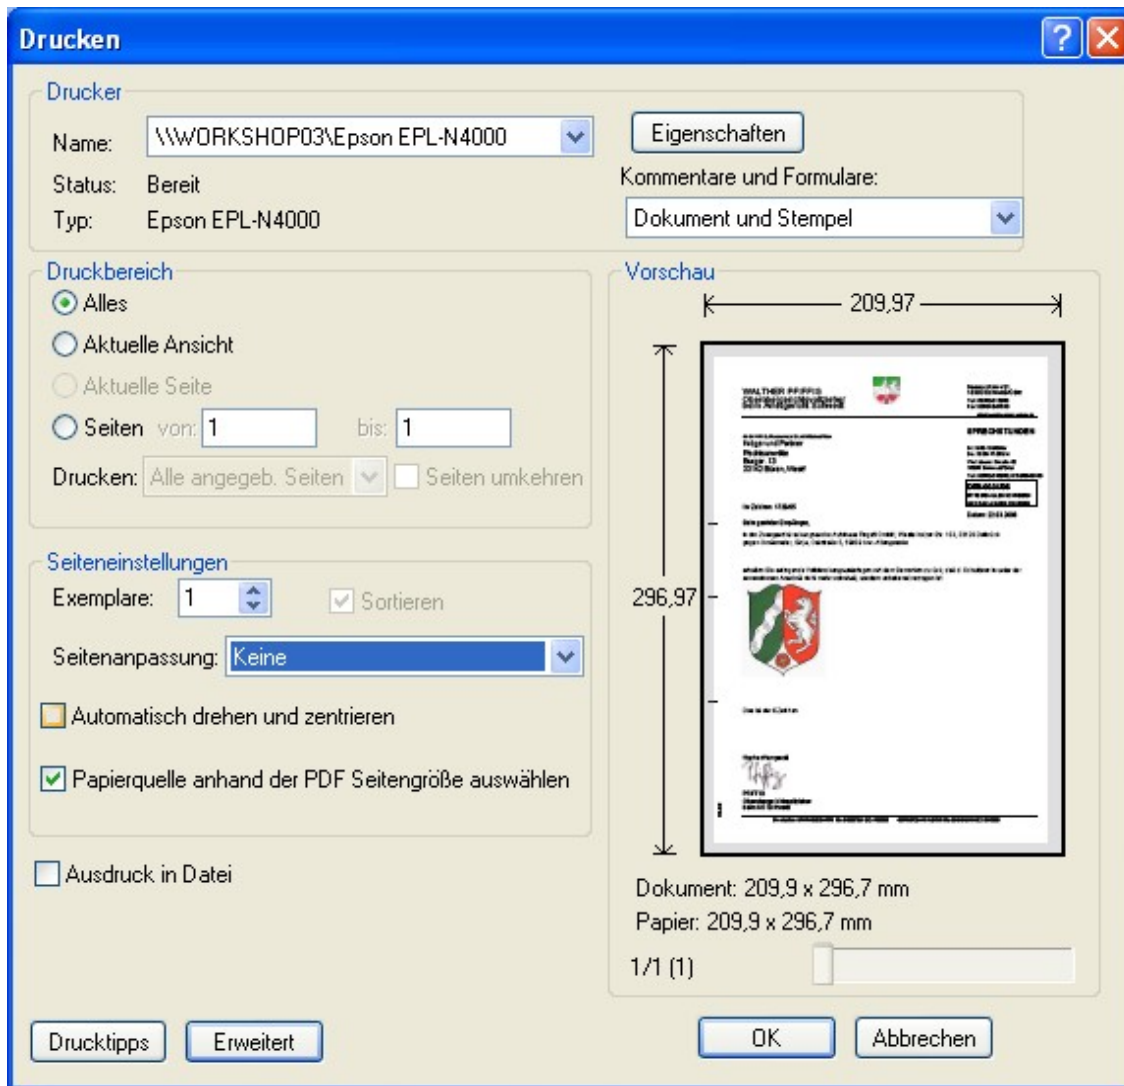 Drucken
Drucker
Name: \\WORKSHOP03\Epson EPL-N4000
Eigenschaften
Status: Bereit
Kommentare und Formulare:
Typ: Epson EPL-N4000
Dokument und Stempel
Druckbereich
Alles
Aktuelle Ansicht
Aktuelle Seite
Seiten von: 1 bis: 1
Drucken: Alle angegeb. Seiten Seiten umkehren
Seiteneinstellungen
Exemplare: 1 Sortieren
Seitenanpassung: Keine
Automatisch drehen und zentrieren
Papierquelle anhand der PDF Seitengröße auswählen
Ausdruck in Datei
Vorschau
209,97
296,97
WALTHER PFIFFIG
SPRECHSTUNDEN
Dokument: 209,9 x 296,7 mm
Papier: 209,9 x 296,7 mm
1/1 (1)
Drucktipps
Erweitert
OK
Abbrechen